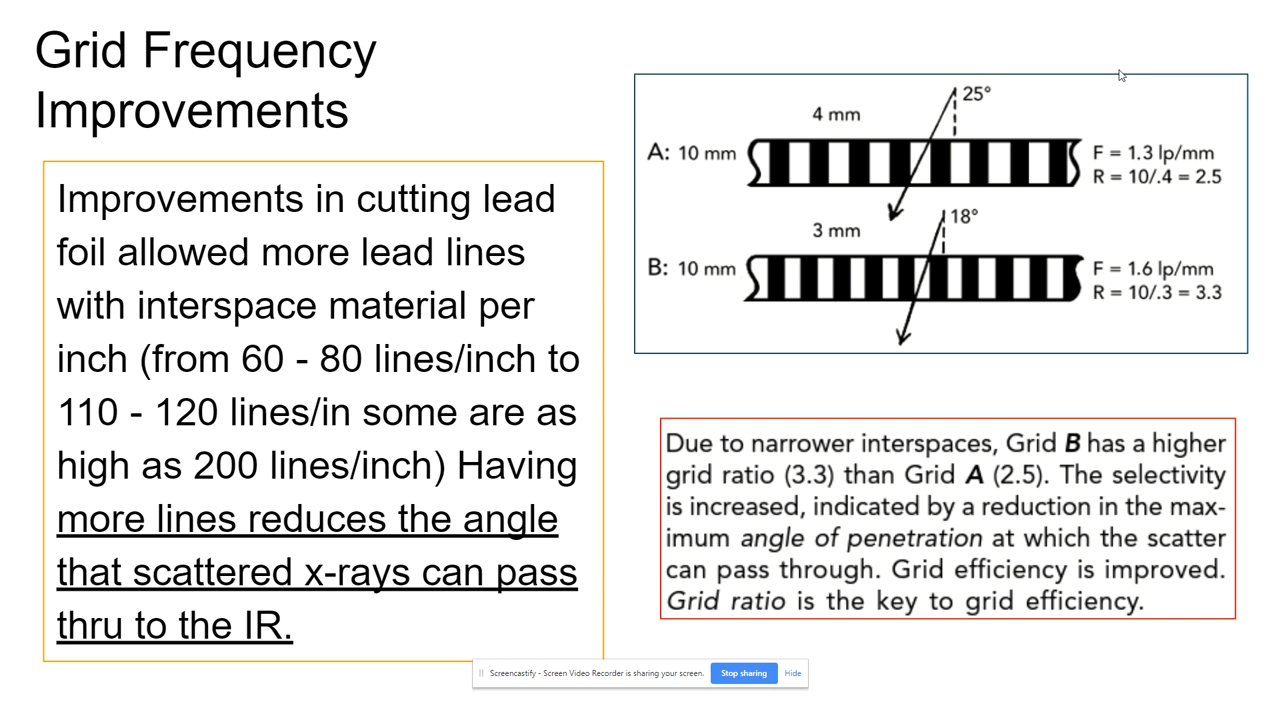 Grid Frequency
Improvements
Improvements in cutting lead
foil allowed more lead lines
with interspace material per
inch (from 60 - 80 lines/inch to
110 - 120 lines/in some are as
high as 200 lines/inch) Having
more lines reduces the angle
that scattered x-rays can pass
thru to the IR.
25°
4 mm
A: 10 mm
F = 1.3 lp/mm
R = 10/.4 = 2.5
18°
3 mm
B: 10 mm
F = 1.6 lp/mm
R = 10/.3 = 3.3
Due to narrower interspaces, Grid B has a higher
grid ratio (3.3) than Grid A (2.5). The selectivity
is increased, indicated by a reduction in the max-
imum angle of penetration at which the scatter
can pass through. Grid efficiency is improved.
Grid ratio is the key to grid efficiency.
Screencastify - Screen Video Recorder is sharing your screen. Stop sharing Hide